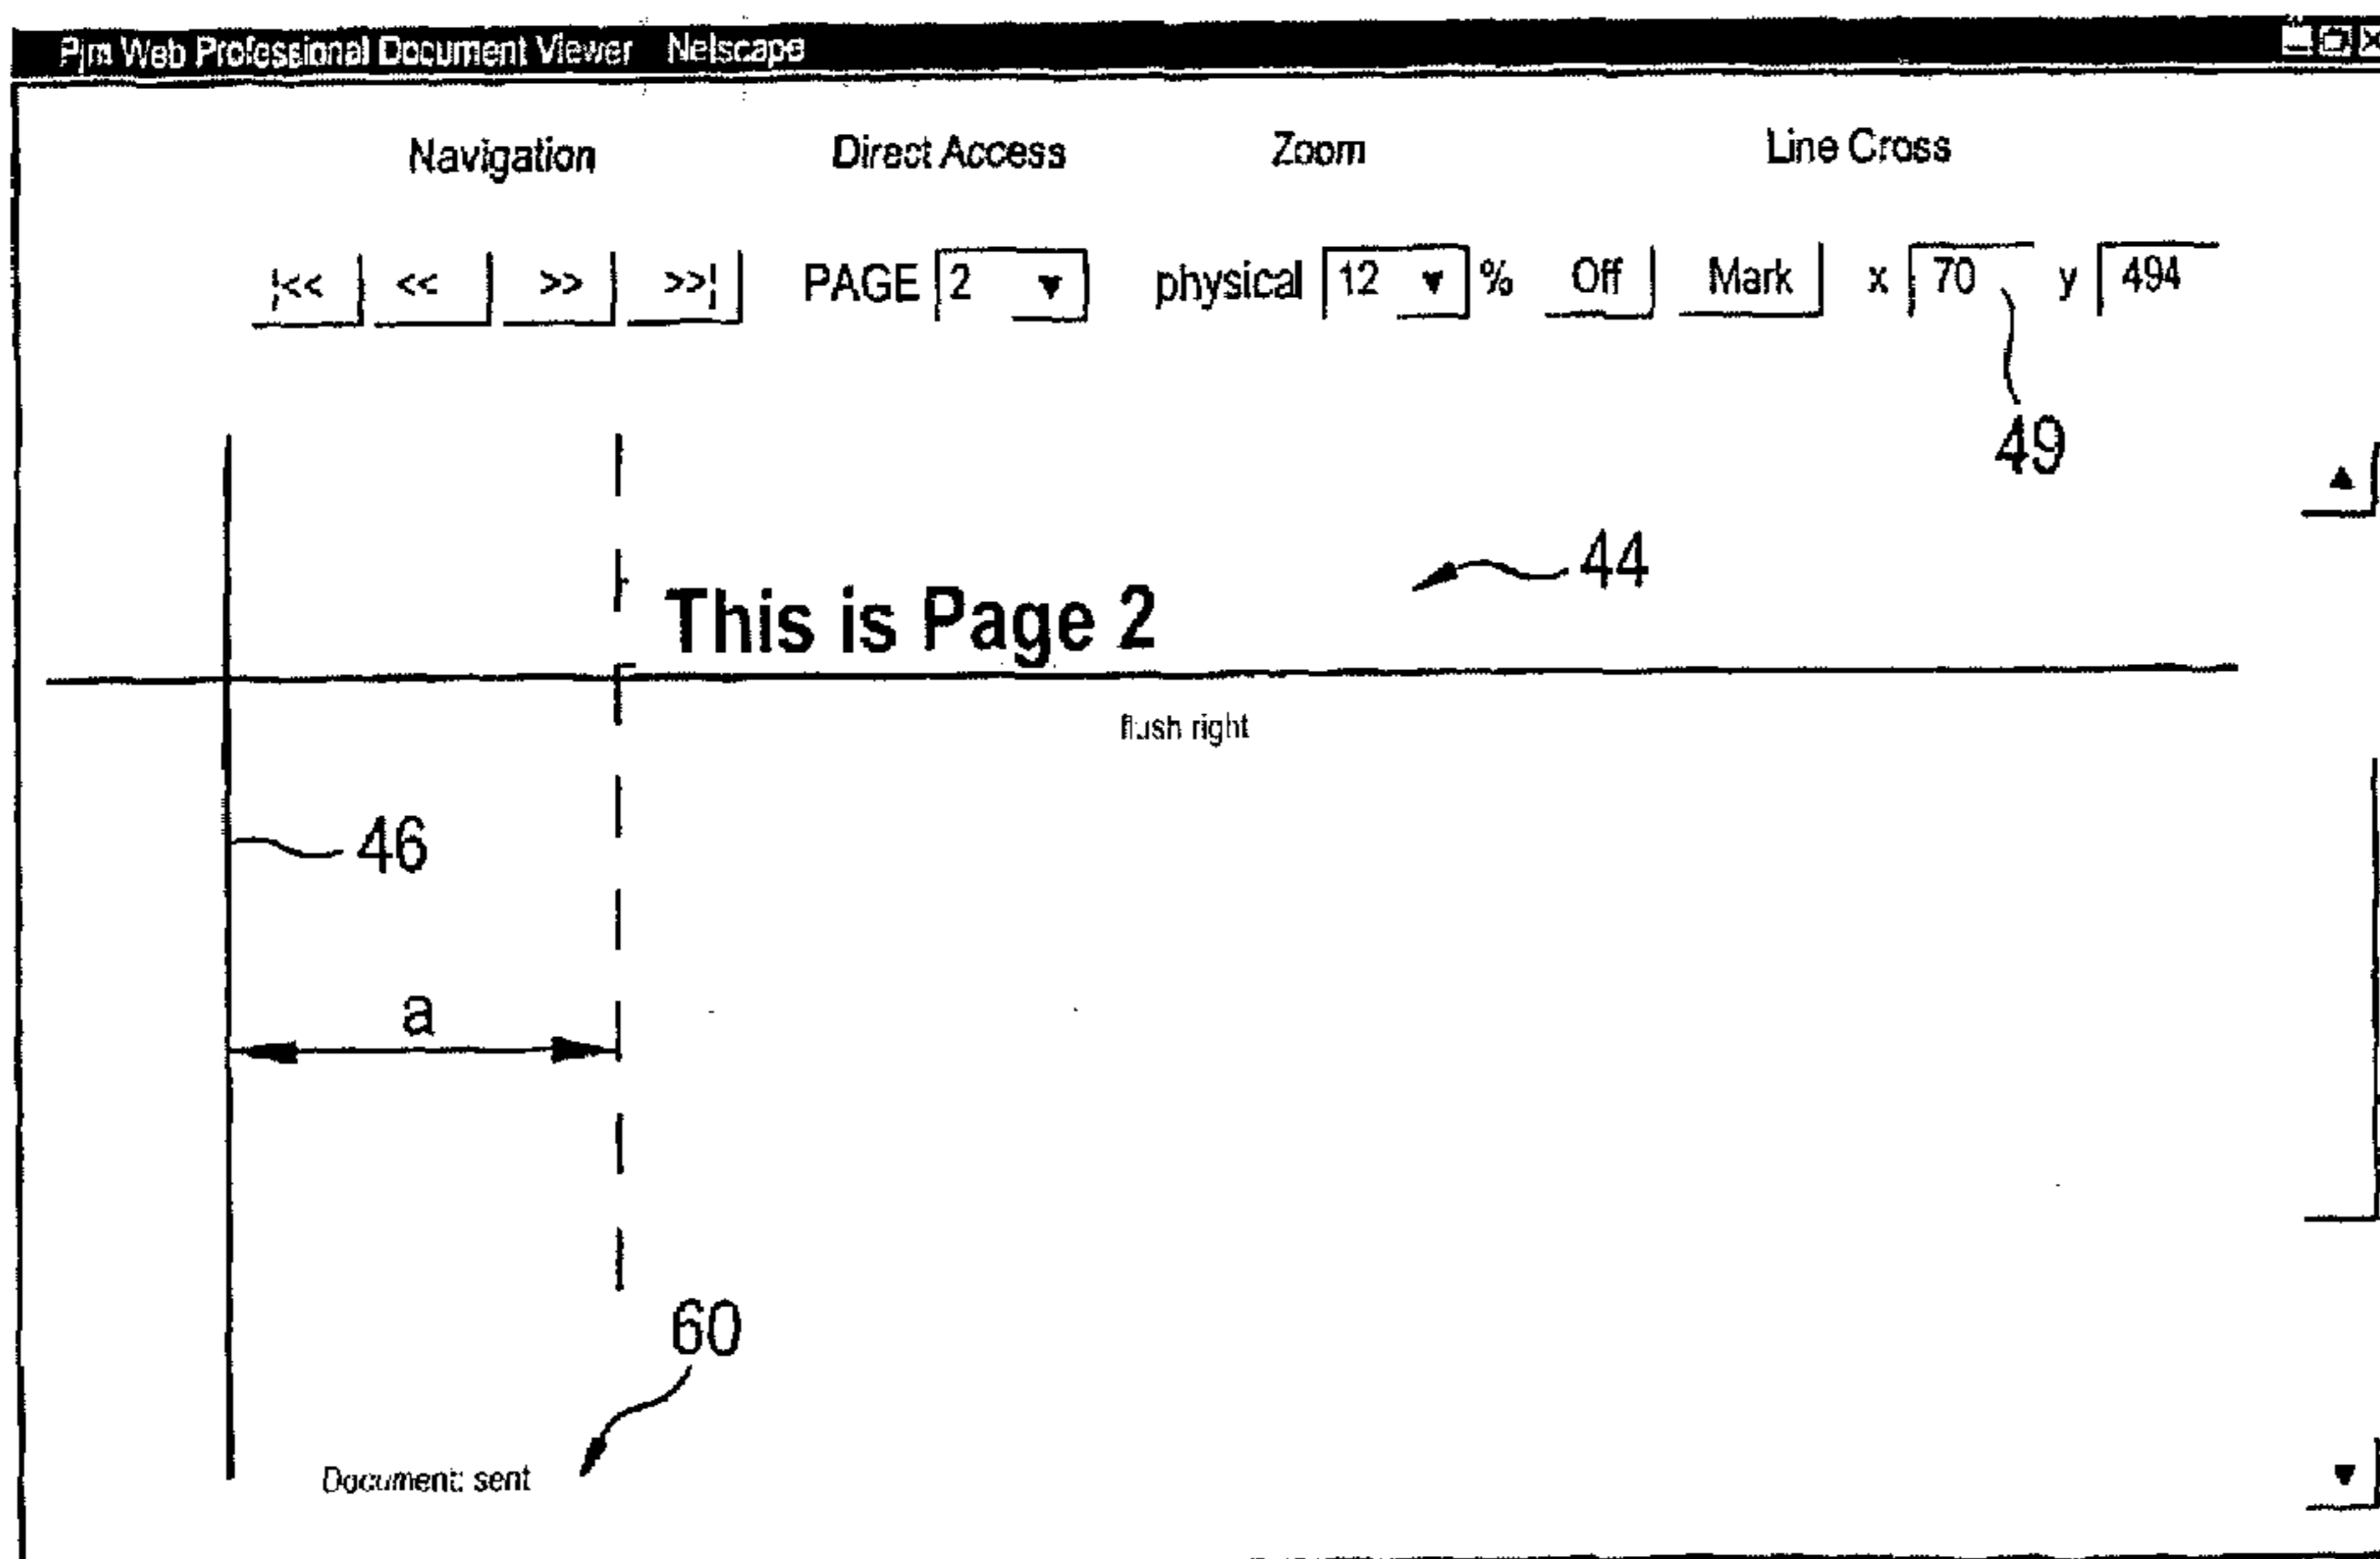 Pjm Web Professional Document Viewer Netscape
Navigation Direct Access Zoom Line Cross
|<< << >> >>| PAGE 2 ▼ physical 12 ▼ % Off Mark x 70 y 494
49
44
This is Page 2
flush right
46
a
60
Document: sent